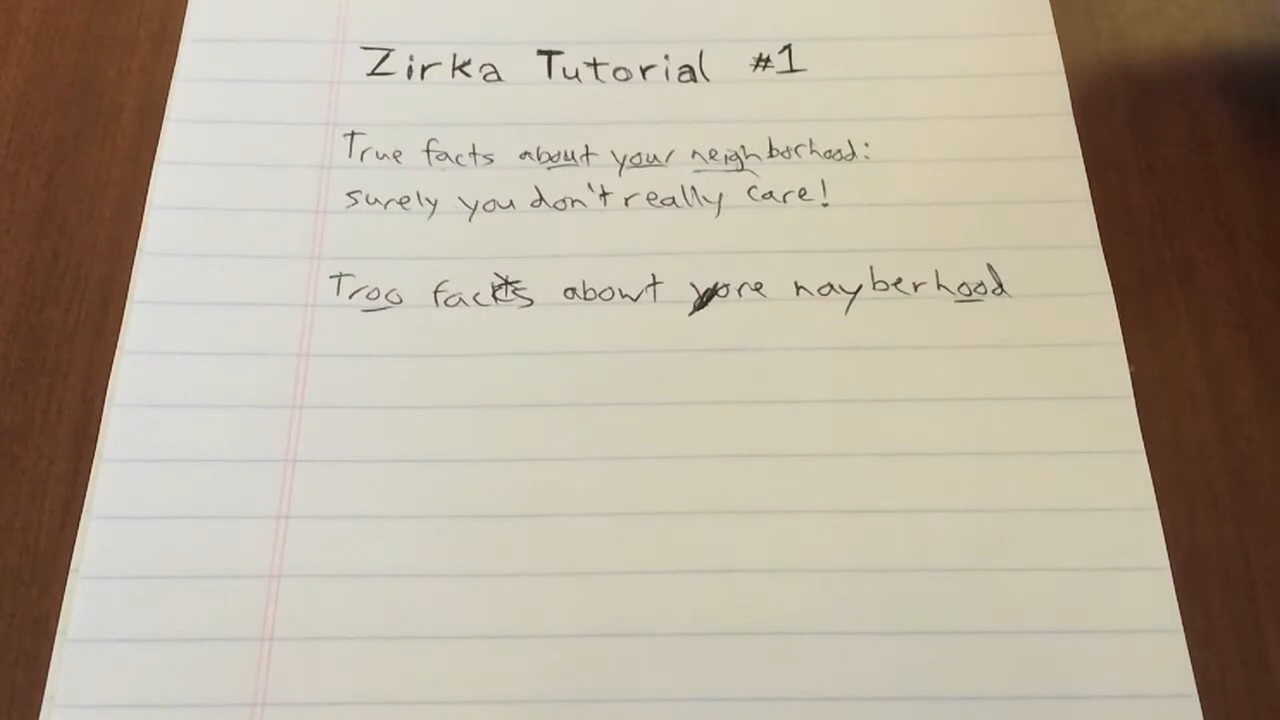 Zirka Tutorial #1
True facts about your neighborhood:
surely you don't really care!
Troo facts abowt yore nayberhood